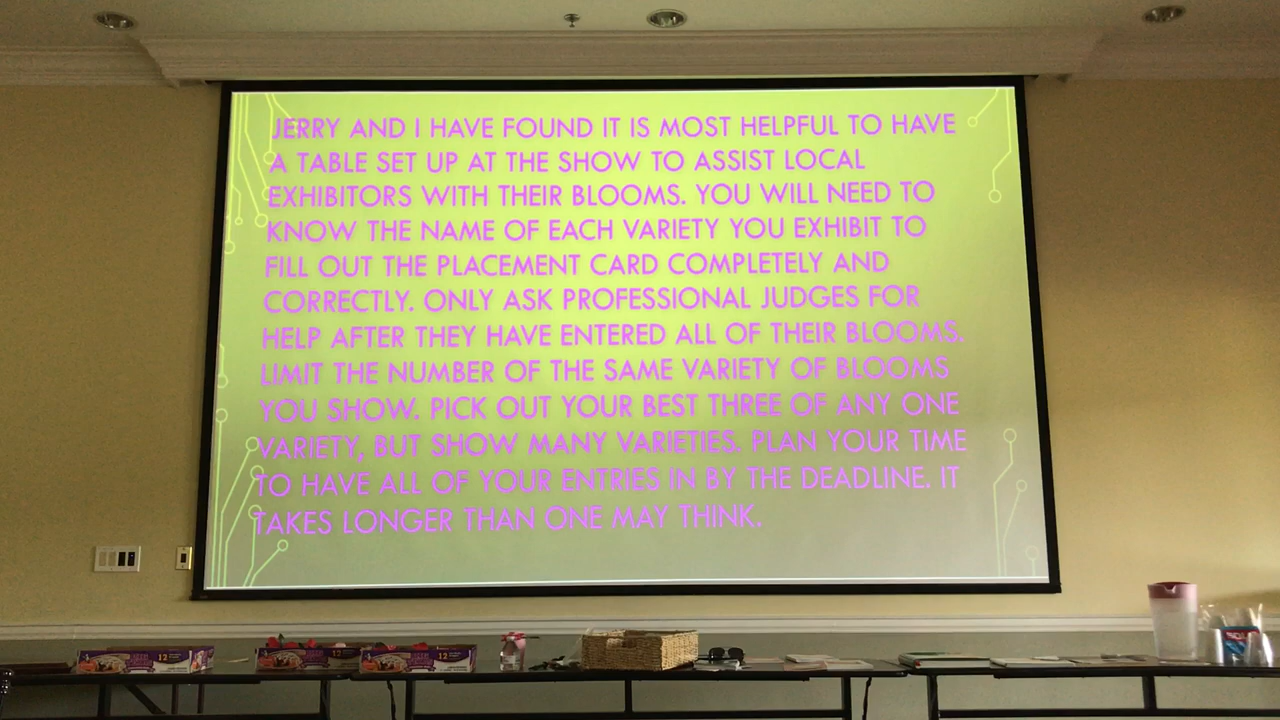 JERRY AND I HAVE FOUND IT IS MOST HELPFUL TO HAVE
A TABLE SET UP AT THE SHOW TO ASSIST LOCAL
EXHIBITORS WITH THEIR BLOOMS. YOU WILL NEED TO
KNOW THE NAME OF EACH VARIETY YOU EXHIBIT TO
FILL OUT THE PLACEMENT CARD COMPLETELY AND
CORRECTLY. ONLY ASK PROFESSIONAL JUDGES FOR
HELP AFTER THEY HAVE ENTERED ALL OF THEIR BLOOMS.
LIMIT THE NUMBER OF THE SAME VARIETY OF BLOOMS
YOU SHOW. PICK OUT YOUR BEST THREE OF ANY ONE
VARIETY, BUT SHOW MANY VARIETIES. PLAN YOUR TIME
TO HAVE ALL OF YOUR ENTRIES IN BY THE DEADLINE. IT
TAKES LONGER THAN ONE MAY THINK.
12
12
12